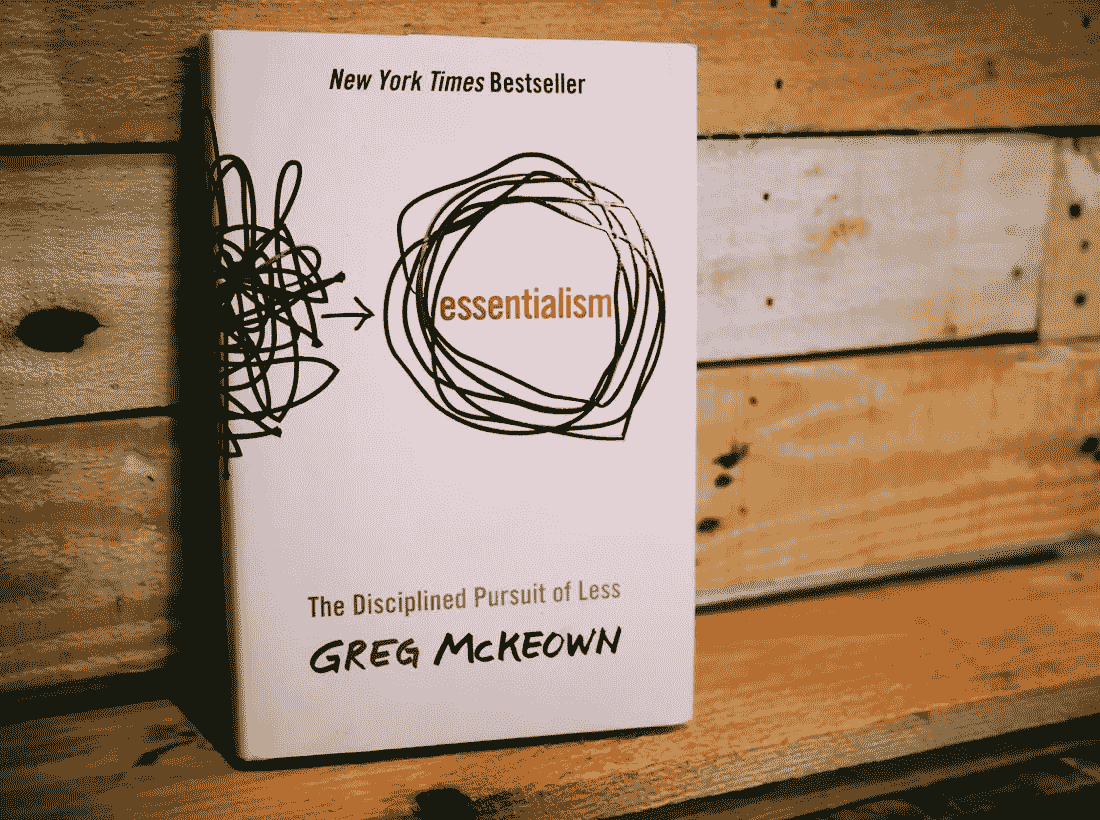 New York Times Bestseller
essentialism
The Disciplined Pursuit of Less
GREG McKEOWN